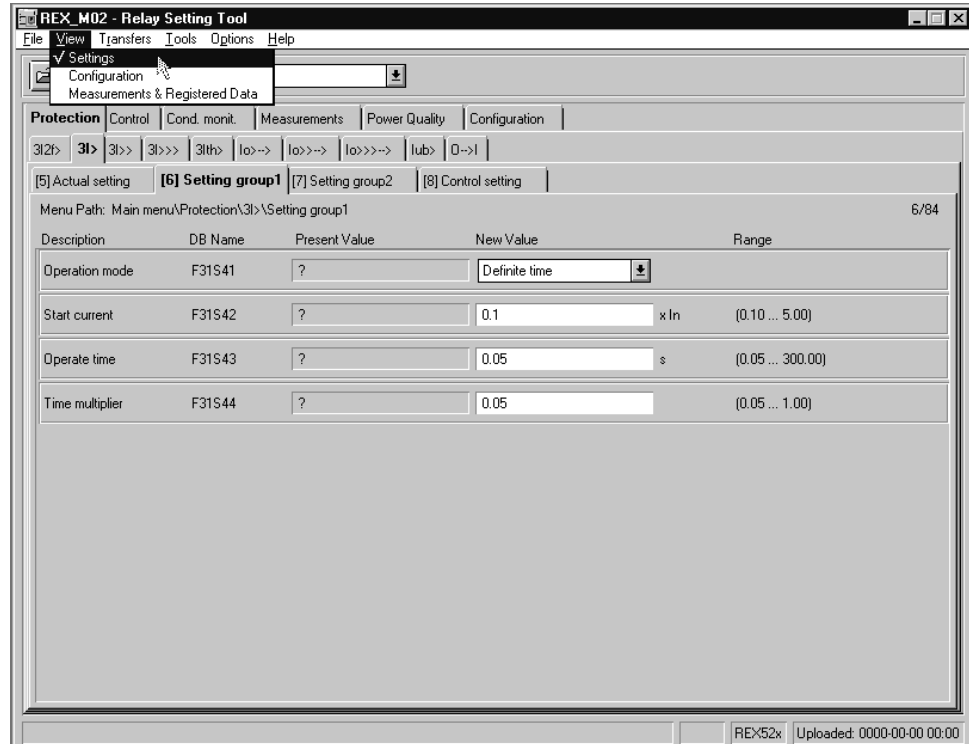 REX_M02 - Relay Setting Tool
File View Transfers Tools Options Help
√ Settings
Configuration
Measurements & Registered Data
Protection Control Cond. monit. Measurements Power Quality Configuration
3I2f> 3I> 3I>> 3I>>> 3Ith> Io>--> Io>>--> Io>>>--> Iub> O-->I
[5] Actual setting [6] Setting group1 [7] Setting group2 [8] Control setting
Menu Path: Main menu\Protection\3I>\Setting group1 6/84
Description DB Name Present Value New Value Range
Operation mode F31S41 ? Definite time
Start current F31S42 ? 0.1 x In (0.10 ... 5.00)
Operate time F31S43 ? 0.05 s (0.05 ... 300.00)
Time multiplier F31S44 ? 0.05 (0.05 ... 1.00)
REX52x Uploaded: 0000-00-00 00:00